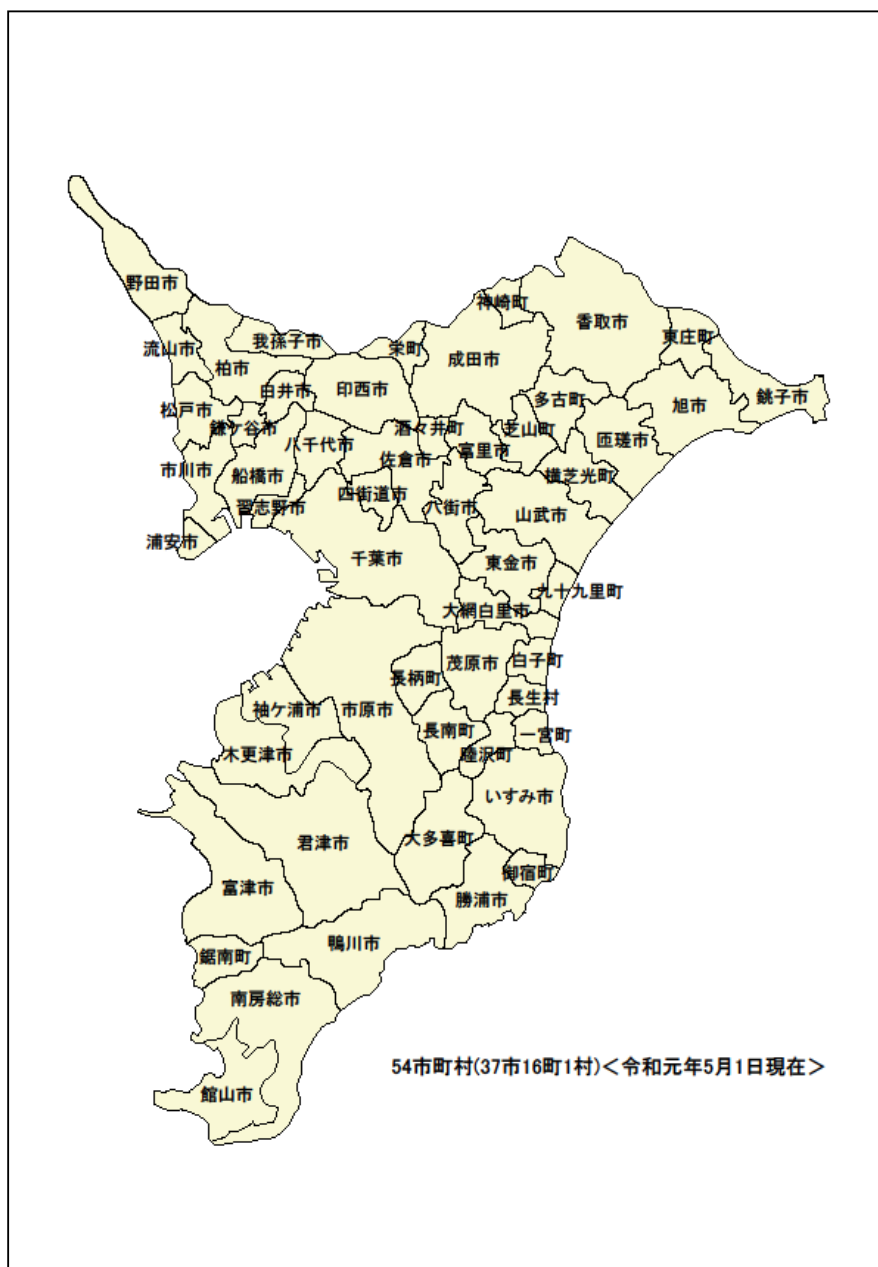 野田市
神崎町
香取市
東庄町
我孫子市
流山市
栄町
柏市
成田市
臼井市
印西市
多古町
銚子市
旭市
松戸市
鎌ケ谷市
酒々井町
芝山町
八千代市
匝瑳市
富里市
佐倉市
市川市
船橋市
横芝光町
四街道市
習志野市
八街市
山武市
浦安市
千葉市
東金市
九十九里町
大網白里市
茂原市
白子町
長柄町
長生村
袖ケ浦市
市原市
長南町
一宮町
木更津市
睦沢町
いすみ市
君津市
大多喜町
御宿町
富津市
勝浦市
鴨川市
鋸南町
南房総市
54市町村(37市16町1村)＜令和元年5月1日現在＞
館山市